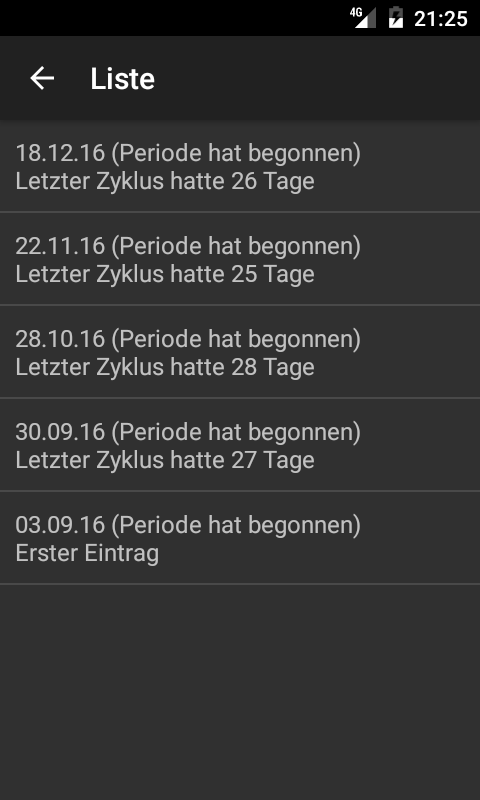 4G 21:25
Liste
18.12.16 (Periode hat begonnen)
Letzter Zyklus hatte 26 Tage
22.11.16 (Periode hat begonnen)
Letzter Zyklus hatte 25 Tage
28.10.16 (Periode hat begonnen)
Letzter Zyklus hatte 28 Tage
30.09.16 (Periode hat begonnen)
Letzter Zyklus hatte 27 Tage
03.09.16 (Periode hat begonnen)
Erster Eintrag